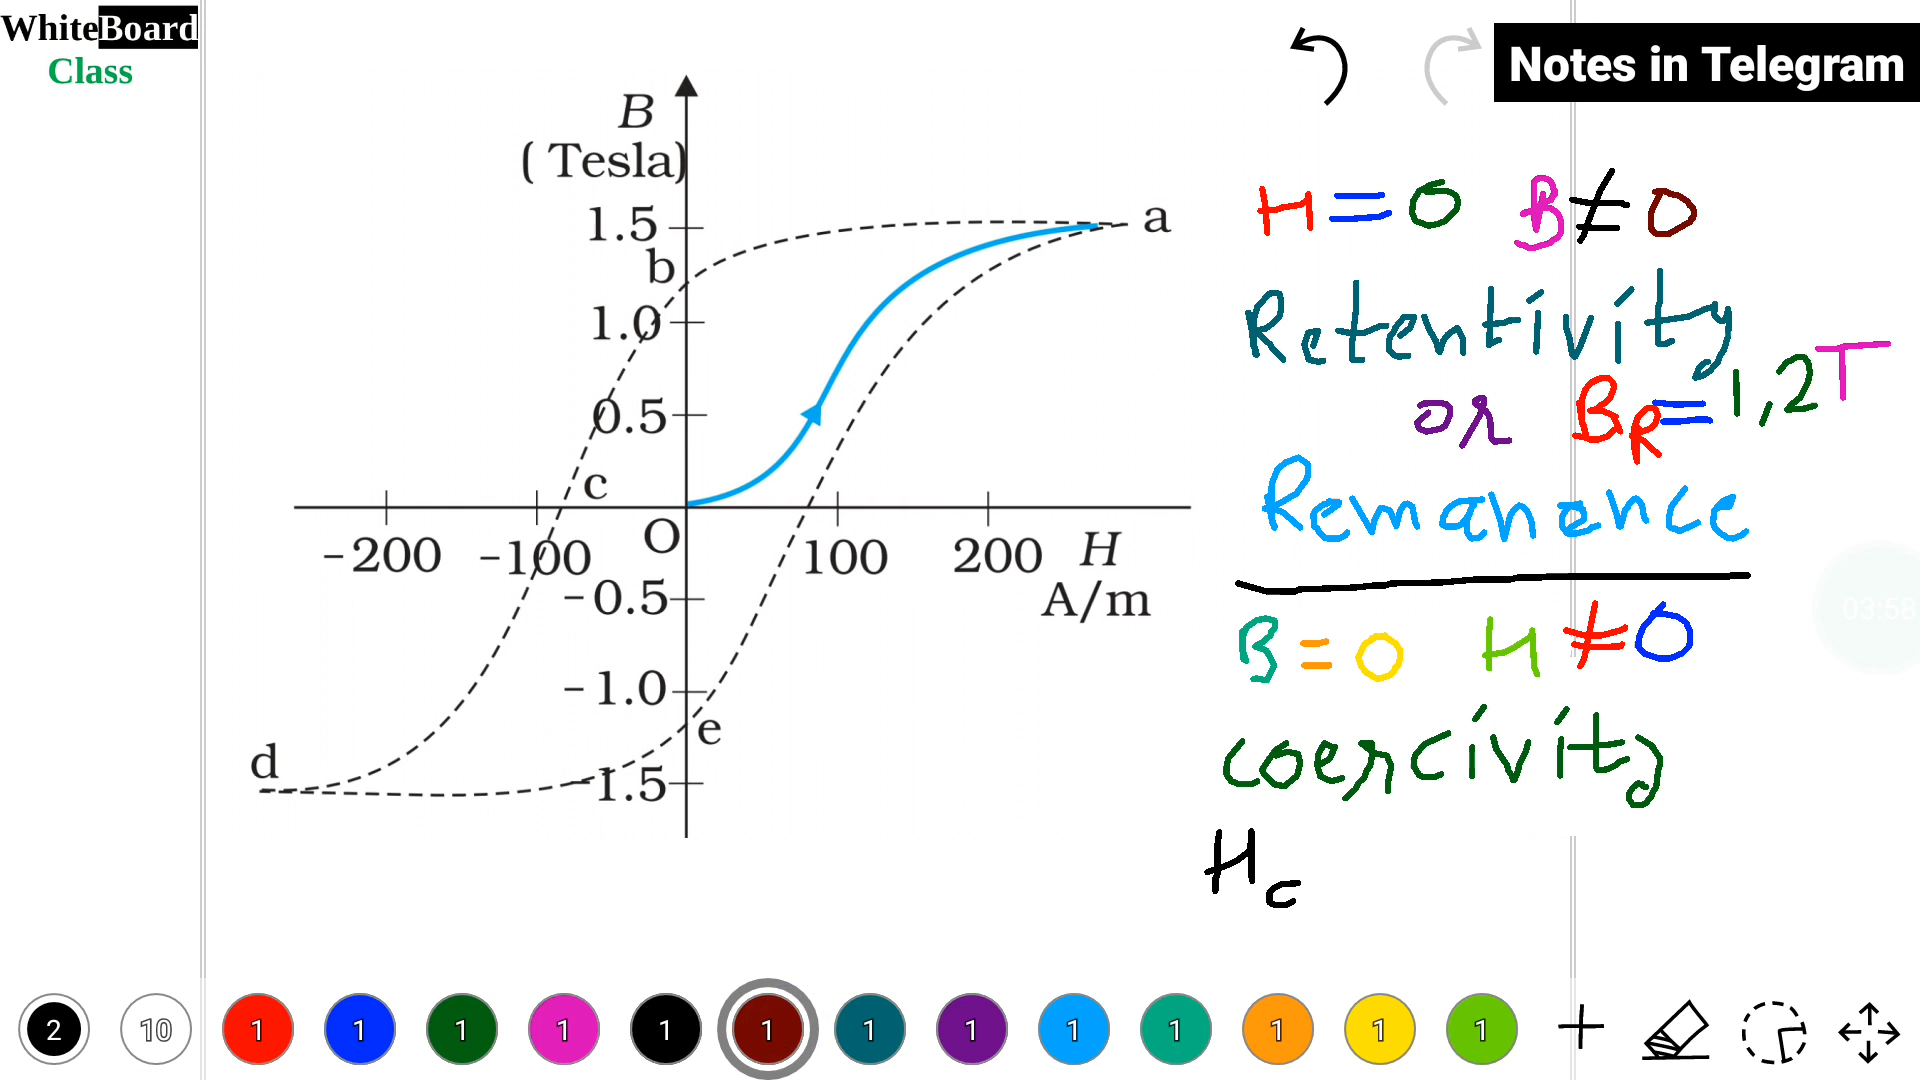 WhiteBoard
Class
Notes in Telegram
B
( Tesla)
1.5
a
b
1.0
0.5
c
O
-200
-100
100
200
H
A/m
-0.5
-1.0
e
d
-1.5
H = 0 B ≠ 0
Retentivity
or BR = 1,2T
Remanence
03:58
B = 0 H ≠ 0
coercivity
Hc
2 10 1 1 1 1 1 1 1 1 1 1 1 1 1